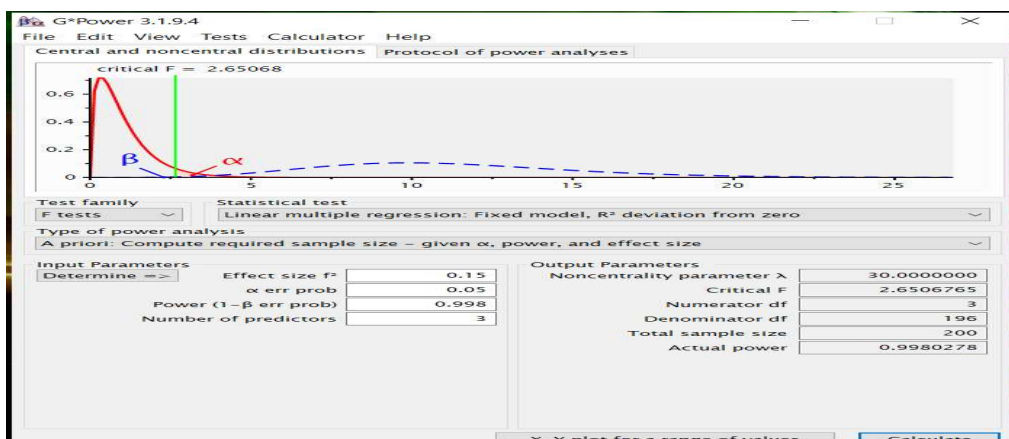 G*Power 3.1.9.4
File Edit View Tests Calculator Help
Central and noncentral distributions Protocol of power analyses
critical F = 2.65068
0.6
0.4
0.2
0
β
α
0 5 10 15 20 25
Test family Statistical test
F tests Linear multiple regression: Fixed model, R² deviation from zero
Type of power analysis
A priori: Compute required sample size – given α, power, and effect size
Input Parameters Output Parameters
Determine => Effect size f² 0.15 Noncentrality parameter λ 30.0000000
α err prob 0.05 Critical F 2.6506765
Power (1-β err prob) 0.998 Numerator df 3
Number of predictors 3 Denominator df 196
Total sample size 200
Actual power 0.9980278
X-Y plot for a range of values Calculate